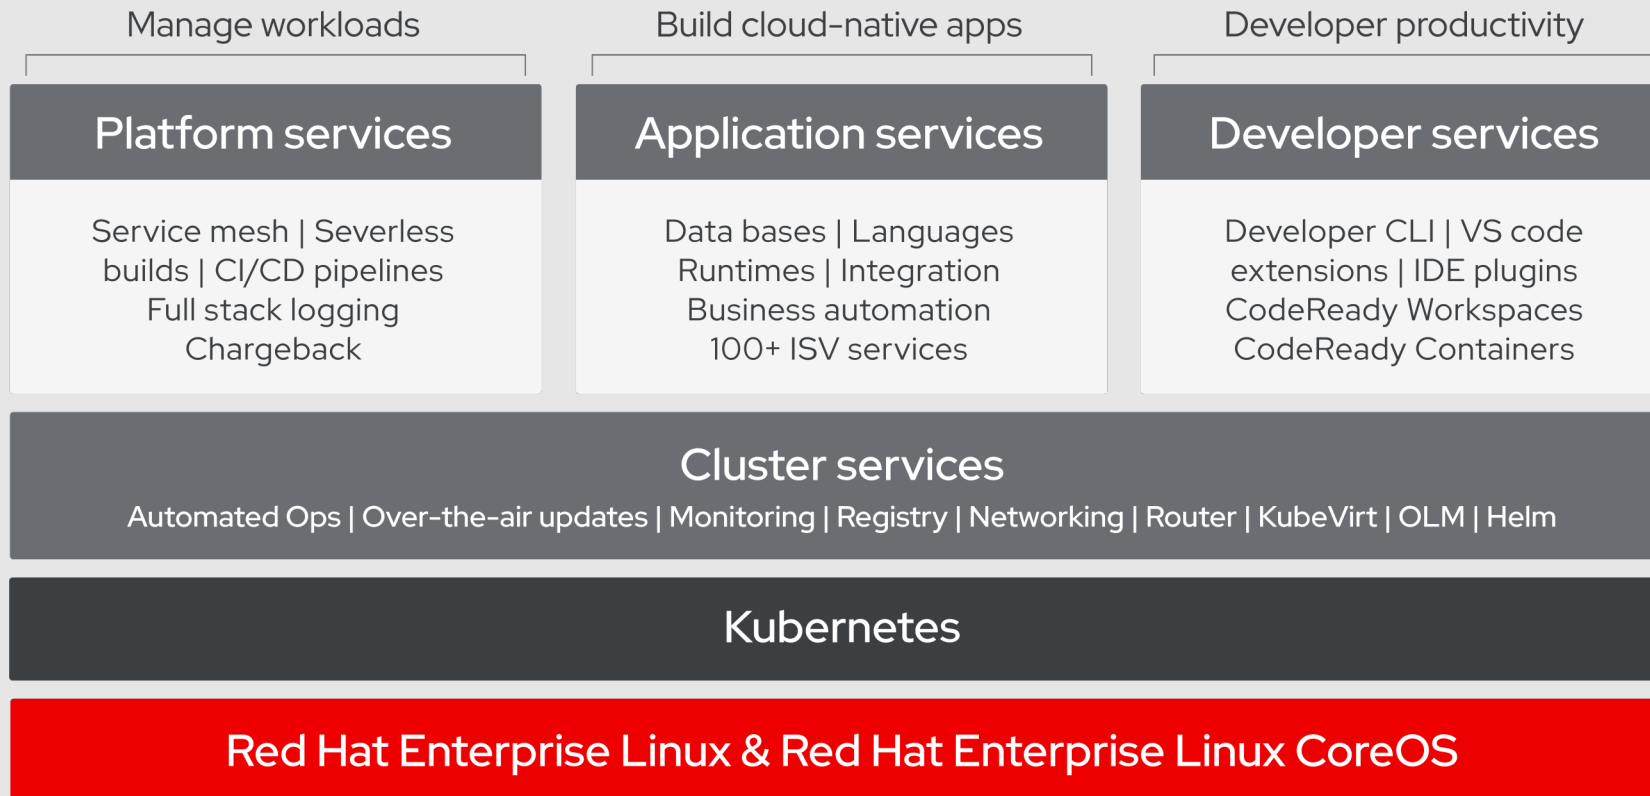 Manage workloads
Build cloud-native apps
Developer productivity
Platform services
Service mesh | Severless
builds | CI/CD pipelines
Full stack logging
Chargeback
Application services
Data bases | Languages
Runtimes | Integration
Business automation
100+ ISV services
Developer services
Developer CLI | VS code
extensions | IDE plugins
CodeReady Workspaces
CodeReady Containers
Cluster services
Automated Ops | Over-the-air updates | Monitoring | Registry | Networking | Router | KubeVirt | OLM | Helm
Kubernetes
Red Hat Enterprise Linux & Red Hat Enterprise Linux CoreOS